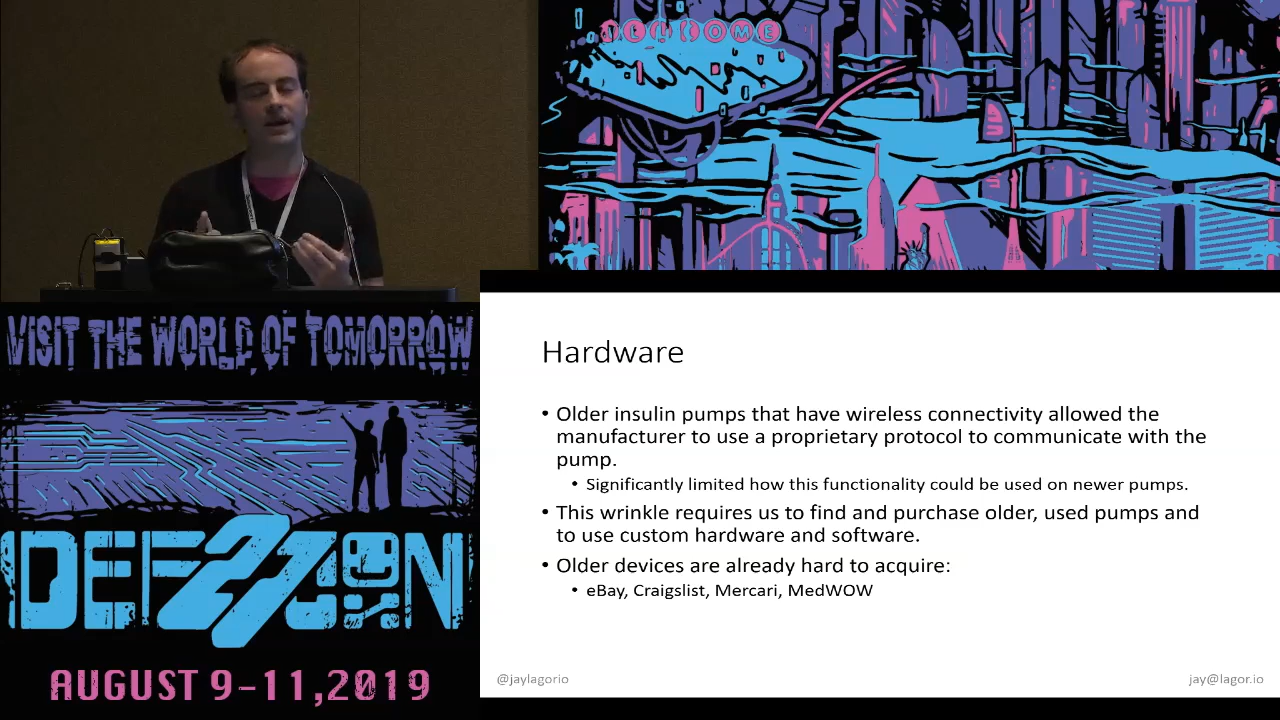 WELCOME
VISIT THE WORLD OF TOMORROW
DEF CON 27
AUGUST 9-11,2019
Hardware
• Older insulin pumps that have wireless connectivity allowed the
manufacturer to use a proprietary protocol to communicate with the
pump.
• Significantly limited how this functionality could be used on newer pumps.
• This wrinkle requires us to find and purchase older, used pumps and
to use custom hardware and software.
• Older devices are already hard to acquire:
• eBay, Craigslist, Mercari, MedWOW
@jaylagorio
jay@lagor.io